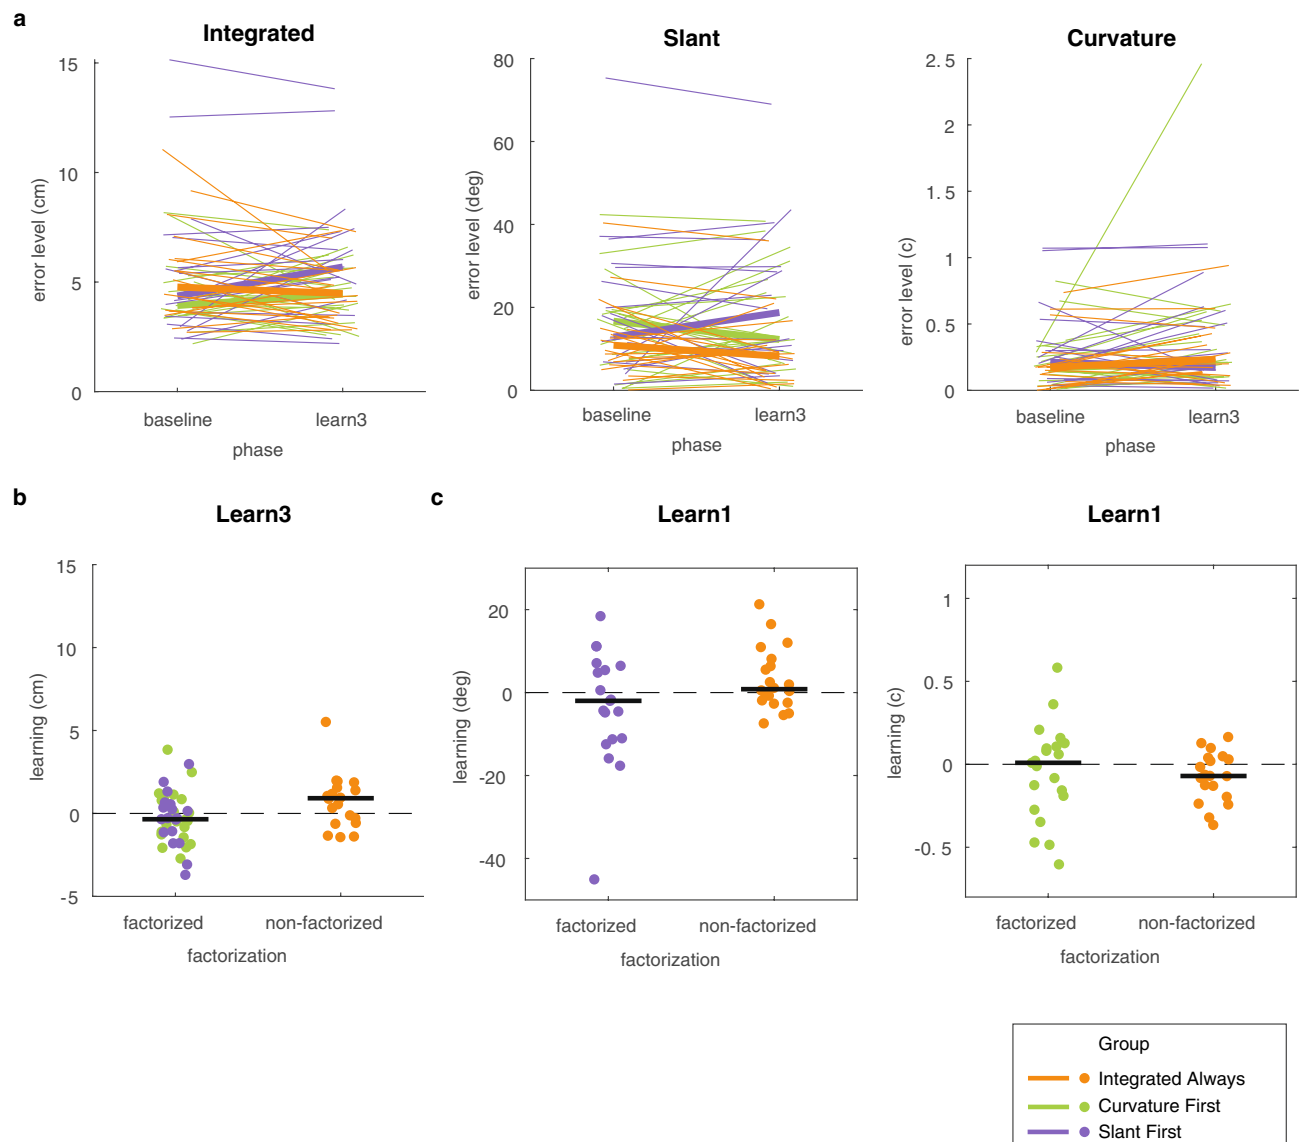 a
Integrated
Slant
Curvature
15
10
5
0
error level (cm)
baseline
learn3
phase
80
60
40
20
0
error level (deg)
baseline
learn3
phase
2. 5
2
1.5
1
0.5
0
error level (c)
baseline
learn3
phase
b
Learn3
15
10
5
0
-5
learning (cm)
factorized
non-factorized
factorization
c
Learn1
20
0
-20
-40
learning (deg)
factorized
non-factorized
factorization
Learn1
1
0.5
0
-0. 5
learning (c)
factorized
non-factorized
factorization
Group
Integrated Always
Curvature First
Slant First